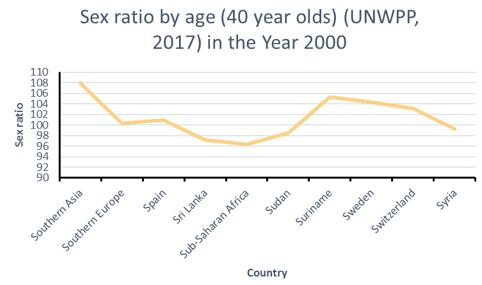 Sex ratio by age (40 year olds) (UNWPP,
2017) in the Year 2000
Sex ratio
110
108
106
104
102
100
98
96
94
92
90
Southern Asia
Southern Europe
Spain
Sri Lanka
Sub-Saharan Africa
Sudan
Suriname
Sweden
Switzerland
Syria
Country